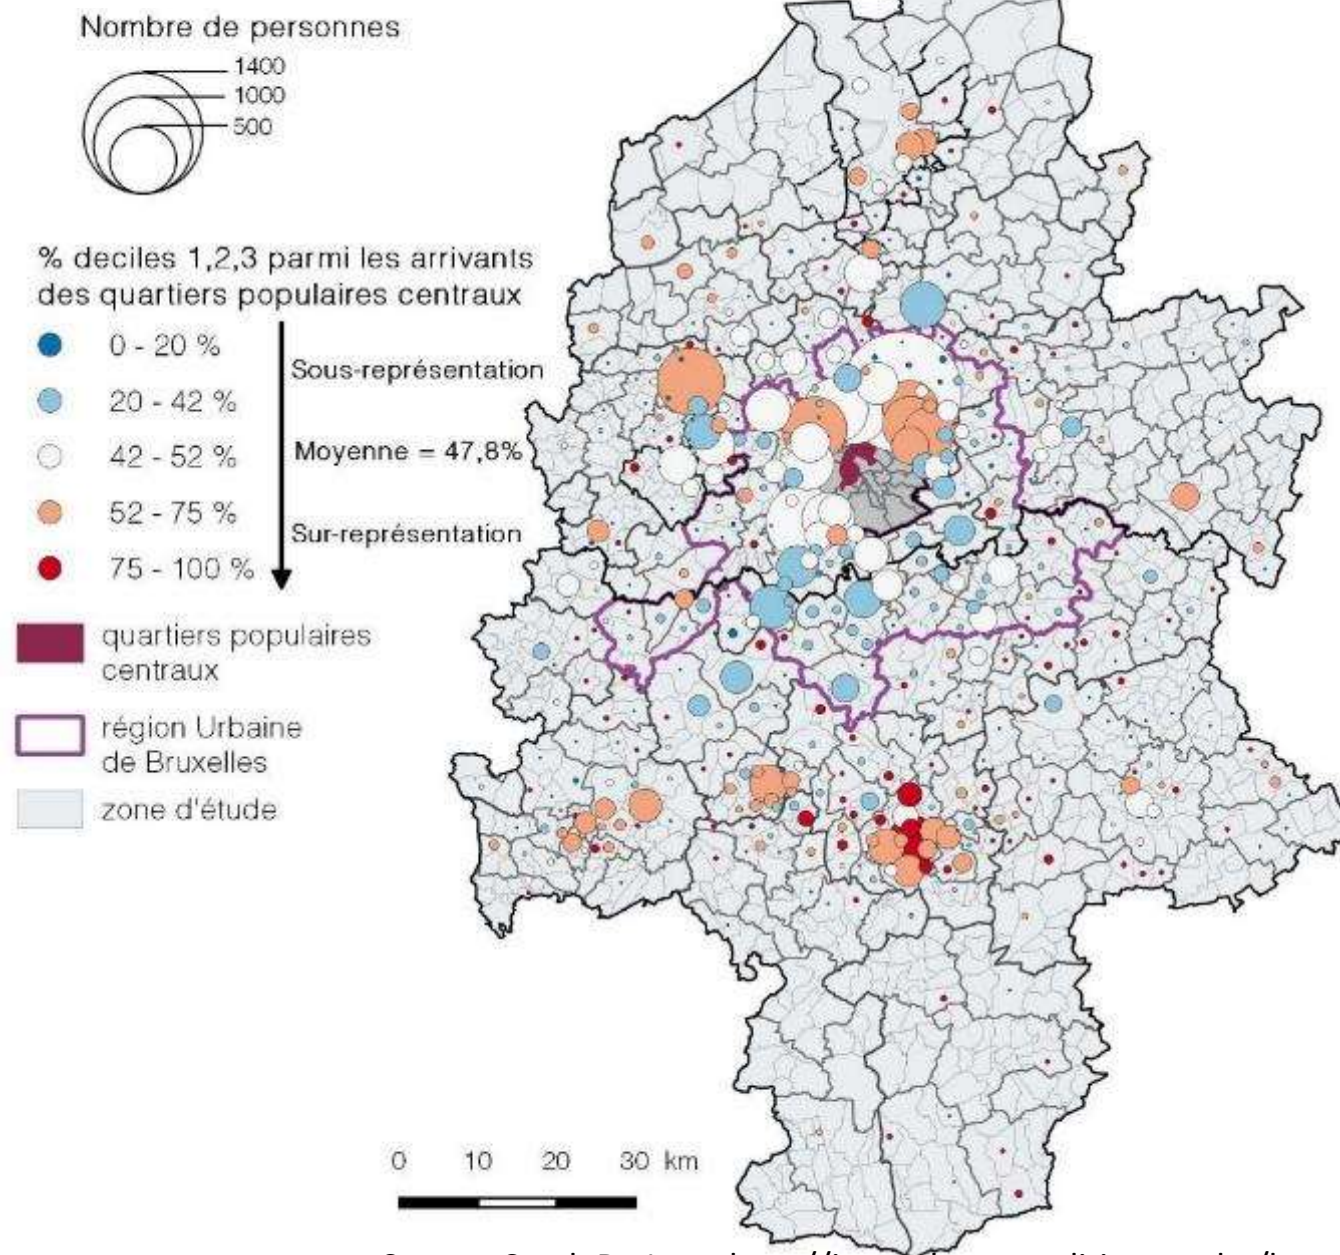 Nombre de personnes
1400
1000
500
% deciles 1,2,3 parmi les arrivants
des quartiers populaires centraux
0 - 20 %
Sous-représentation
20 - 42 %
42 - 52 %
Moyenne = 47,8%
52 - 75 %
Sur-représentation
75 - 100 %
quartiers populaires
centraux
région Urbaine
de Bruxelles
zone d'étude
0 10 20 30 km